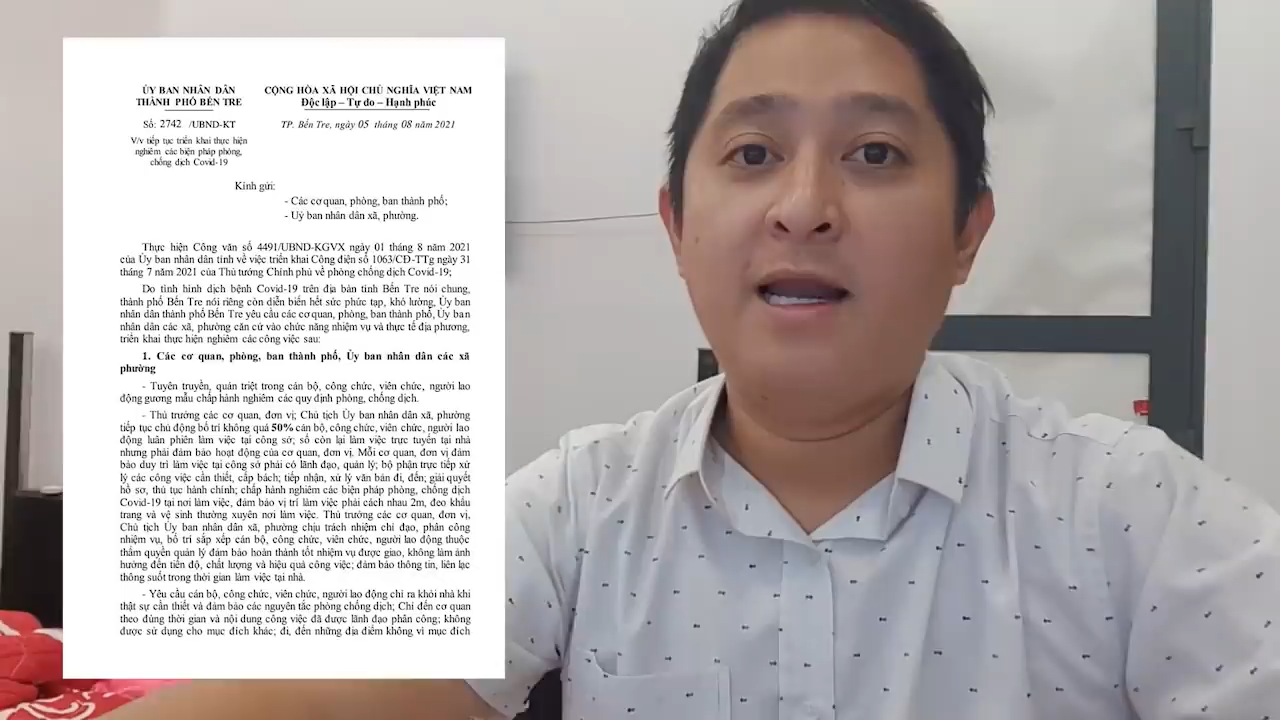 ỦY BAN NHÂN DÂN
THÀNH PHỐ BẾN TRE
CỘNG HÒA XÃ HỘI CHỦ NGHĨA VIỆT NAM
Độc lập – Tự do – Hạnh phúc
Số: 2742 /UBND-KT
TP. Bến Tre, ngày 05 tháng 08 năm 2021
V/v tiếp tục triển khai thực hiện
nghiêm các biện pháp phòng,
chống dịch Covid-19
Kính gửi:
- Các cơ quan, phòng, ban thành phố;
- Uỷ ban nhân dân xã, phường.
Thực hiện Công văn số 4491/UBND-KGVX ngày 01 tháng 8 năm 2021
của Ủy ban nhân dân tỉnh về việc triển khai Công điện số 1063/CĐ-TTg ngày 31
tháng 7 năm 2021 của Thủ tướng Chính phủ về phòng chống dịch Covid-19;
Do tình hình dịch bệnh Covid-19 trên địa bàn tỉnh Bến Tre nói chung,
thành phố Bến Tre nói riêng còn diễn biến hết sức phức tạp, khó lường, Ủy ban
nhân dân thành phố Bến Tre yêu cầu các cơ quan, phòng, ban thành phố, Ủy ban
nhân dân các xã, phường căn cứ vào chức năng nhiệm vụ và thực tế địa phương,
triển khai thực hiện nghiêm các công việc sau:
1. Các cơ quan, phòng, ban thành phố, Ủy ban nhân dân các xã
phường
- Tuyên truyền, quán triệt trong cán bộ, công chức, viên chức, người lao
động gương mẫu chấp hành nghiêm các quy định phòng, chống dịch.
- Thủ trưởng các cơ quan, đơn vị; Chủ tịch Ủy ban nhân dân xã, phường
tiếp tục chủ động bố trí không quá 50% cán bộ, công chức, viên chức, người lao
động luân phiên làm việc tại công sở; số còn lại làm việc trực tuyến tại nhà
nhưng phải đảm bảo hoạt động của cơ quan, đơn vị. Mỗi cơ quan, đơn vị đảm
bảo duy trì làm việc tại công sở phải có lãnh đạo, quản lý; bộ phận trực tiếp xử
lý các công việc cần thiết, cấp bách; tiếp nhận, xử lý văn bản đi, đến; giải quyết
hồ sơ, thủ tục hành chính; chấp hành nghiêm các biện pháp phòng, chống dịch
Covid-19 tại nơi làm việc, đảm bảo vị trí làm việc phải cách nhau 2m, đeo khẩu
trang và vệ sinh thường xuyên nơi làm việc. Thủ trưởng các cơ quan, đơn vị,
Chủ tịch Ủy ban nhân dân xã, phường chịu trách nhiệm chỉ đạo, phân công
nhiệm vụ, bố trí sắp xếp cán bộ, công chức, viên chức, người lao động thuộc
thẩm quyền quản lý đảm bảo hoàn thành tốt nhiệm vụ được giao, không làm ảnh
hưởng đến tiến độ, chất lượng và hiệu quả công việc; đảm bảo thông tin, liên lạc
thông suốt trong thời gian làm việc tại nhà.
- Yêu cầu cán bộ, công chức, viên chức, người lao động chỉ ra khỏi nhà khi
thật sự cần thiết và đảm bảo các nguyên tắc phòng chống dịch; Chỉ đến cơ quan
theo đúng thời gian và nội dung công việc đã được lãnh đạo phân công; không
được sử dụng cho mục đích khác; đi, đến những địa điểm không vì mục đích